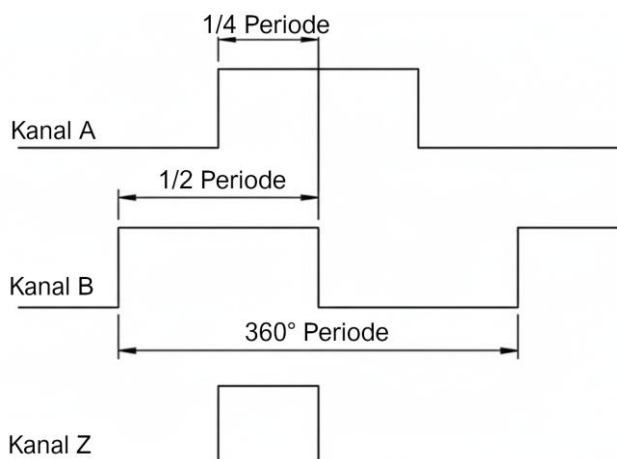 1/4 Periode
Kanal A
1/2 Periode
Kanal B
360° Periode
Kanal Z